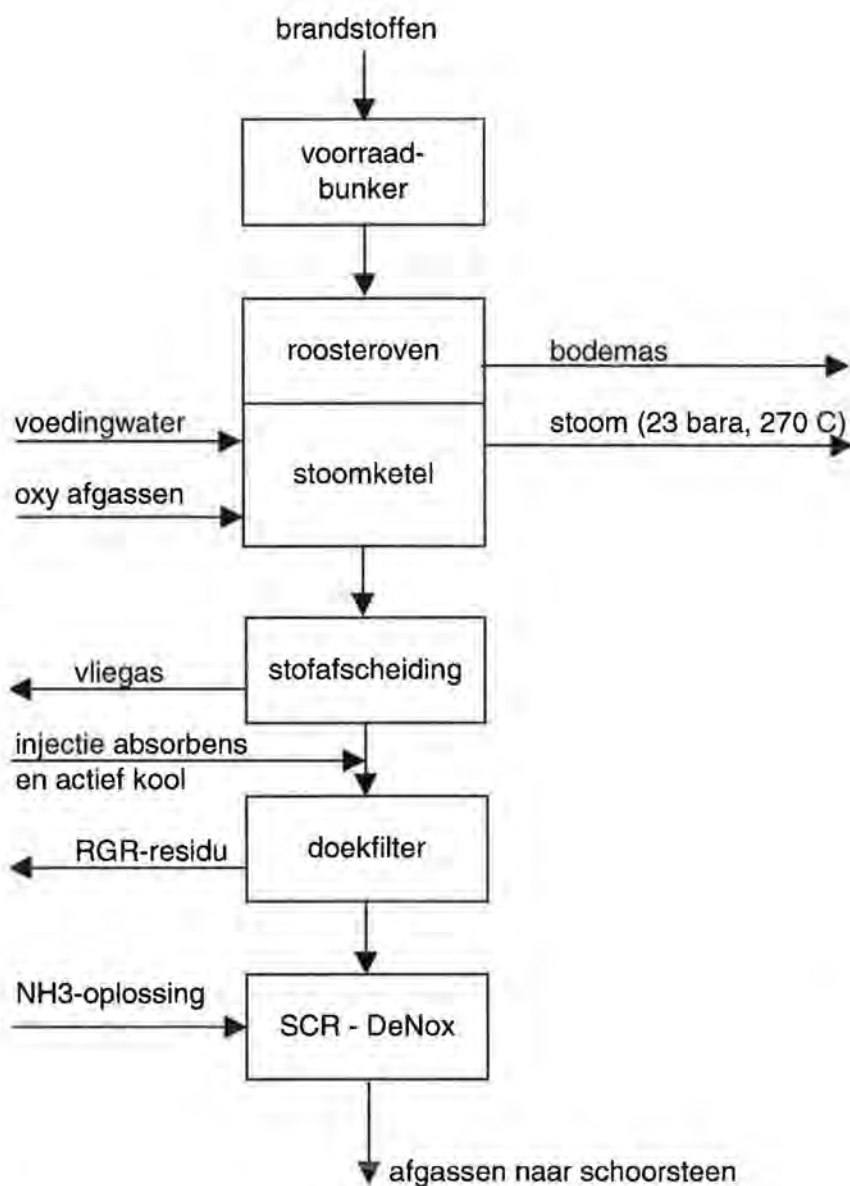 brandstoffen
voorraad-
bunker
roosteroven
bodemas
voedingwater
stoom (23 bara, 270 C)
stoomketel
oxy afgassen
stofafscheiding
vliegas
injectie absorbens
en actief kool
RGR-residu
doekfilter
NH3-oplossing
SCR - DeNox
afgassen naar schoorsteen